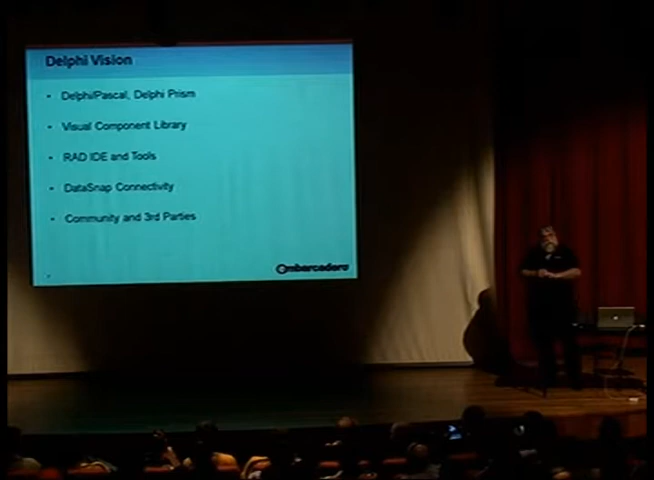 Delphi Vision
• Delphi/Pascal, Delphi Prism
• Visual Component Library
• RAD IDE and Tools
• DataSnap Connectivity
• Community and 3rd Parties
embarcadero